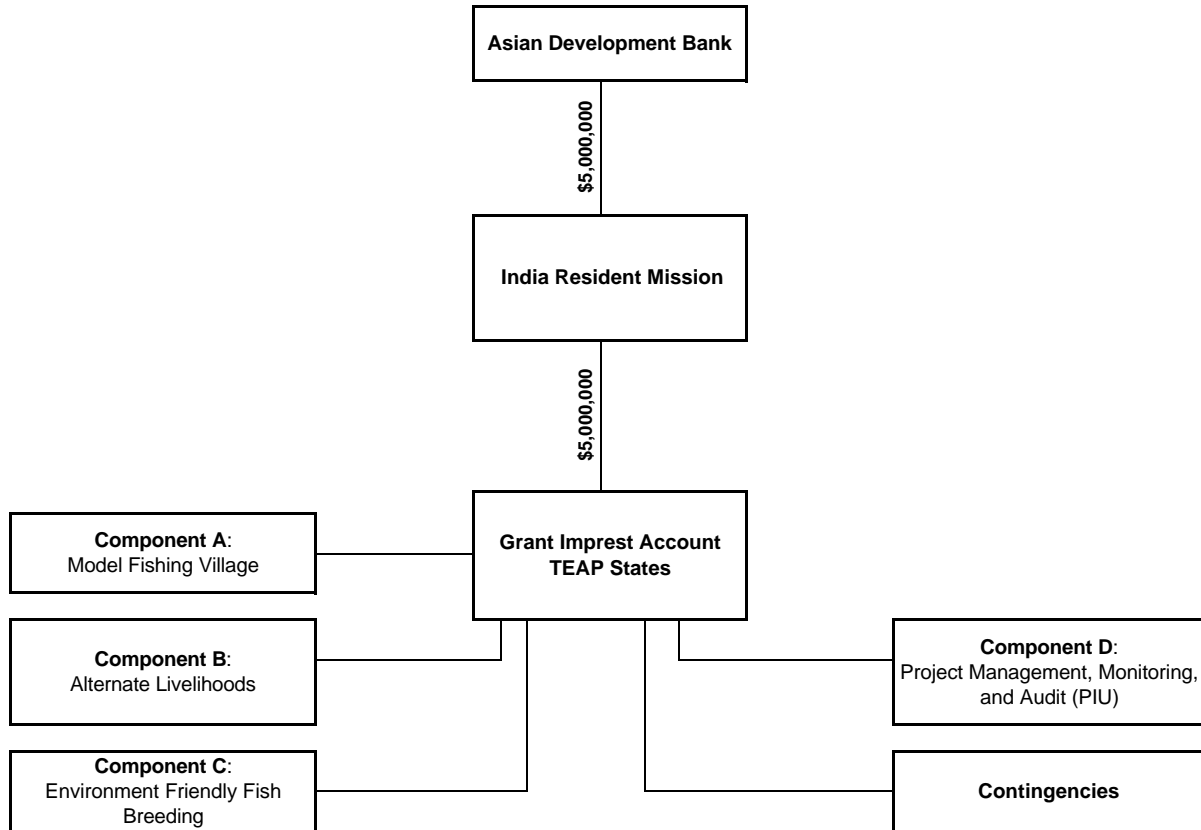 Asian Development Bank
$5,000,000
India Resident Mission
$5,000,000
Grant Imprest Account
TEAP States
Component A:
Model Fishing Village
Component B:
Alternate Livelihoods
Component C:
Environment Friendly Fish
Breeding
Component D:
Project Management, Monitoring,
and Audit (PIU)
Contingencies